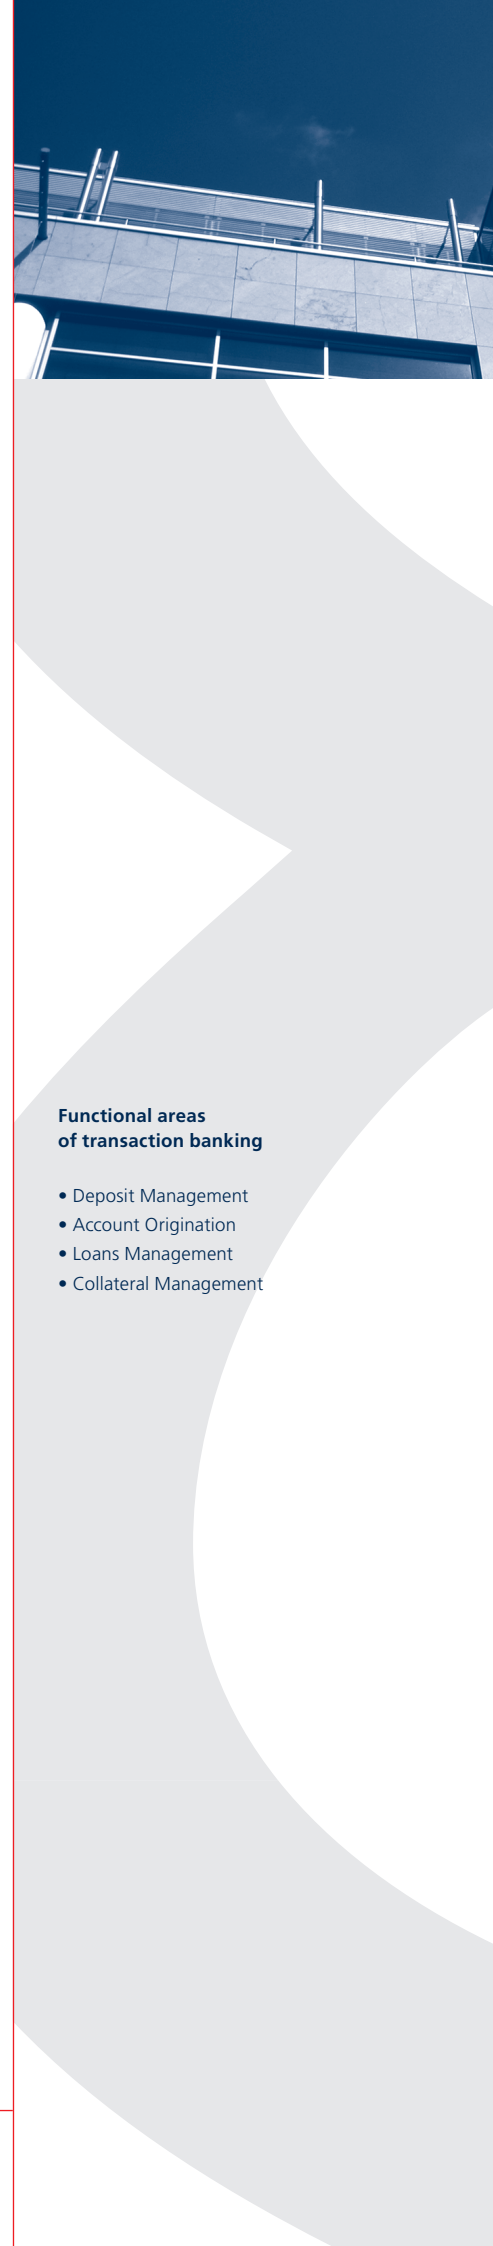 Functional areas
of transaction banking
• Deposit Management
• Account Origination
• Loans Management
• Collateral Management